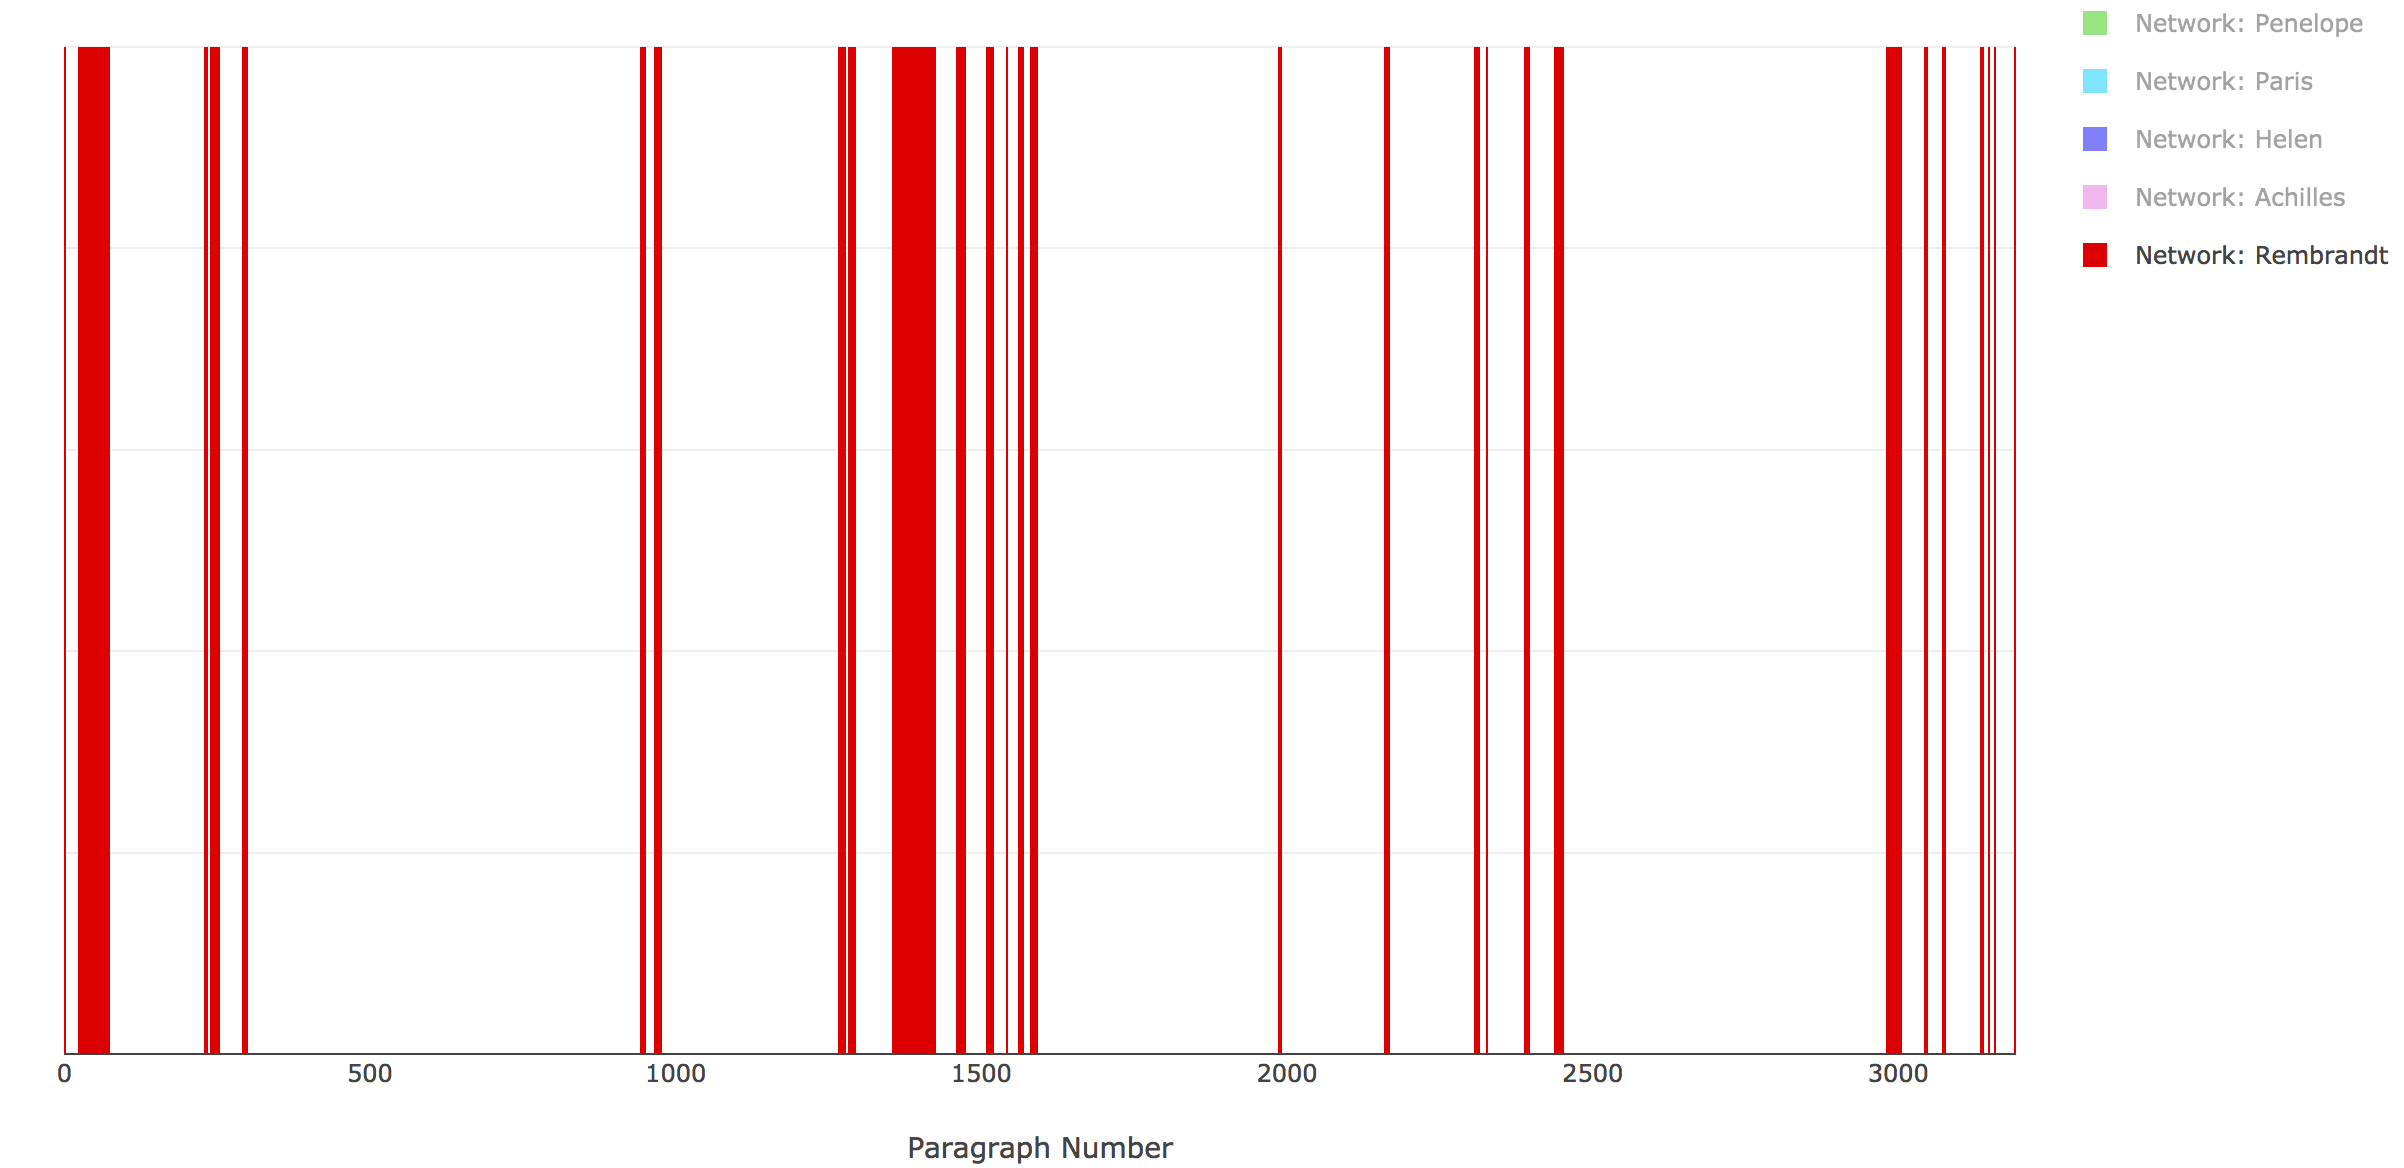 Network: Penelope
Network: Paris
Network: Helen
Network: Achilles
Network: Rembrandt
0 500 1000 1500 2000 2500 3000
Paragraph Number